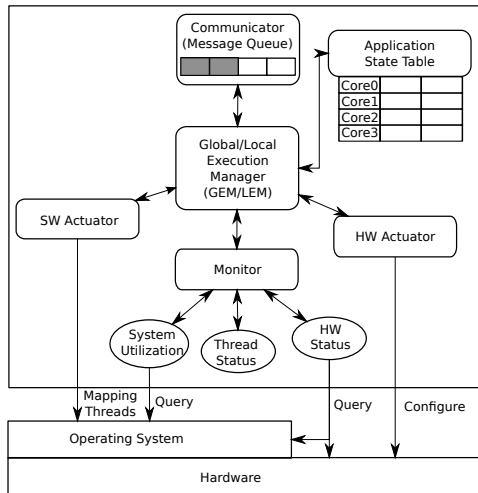 Communicator
(Message Queue)
Application
State Table
Core0
Core1
Core2
Core3
Global/Local
Execution
Manager
(GEM/LEM)
SW Actuator
HW Actuator
Monitor
System
Utilization
Thread
Status
HW
Status
Mapping
Threads
Query
Query
Configure
Operating System
Hardware